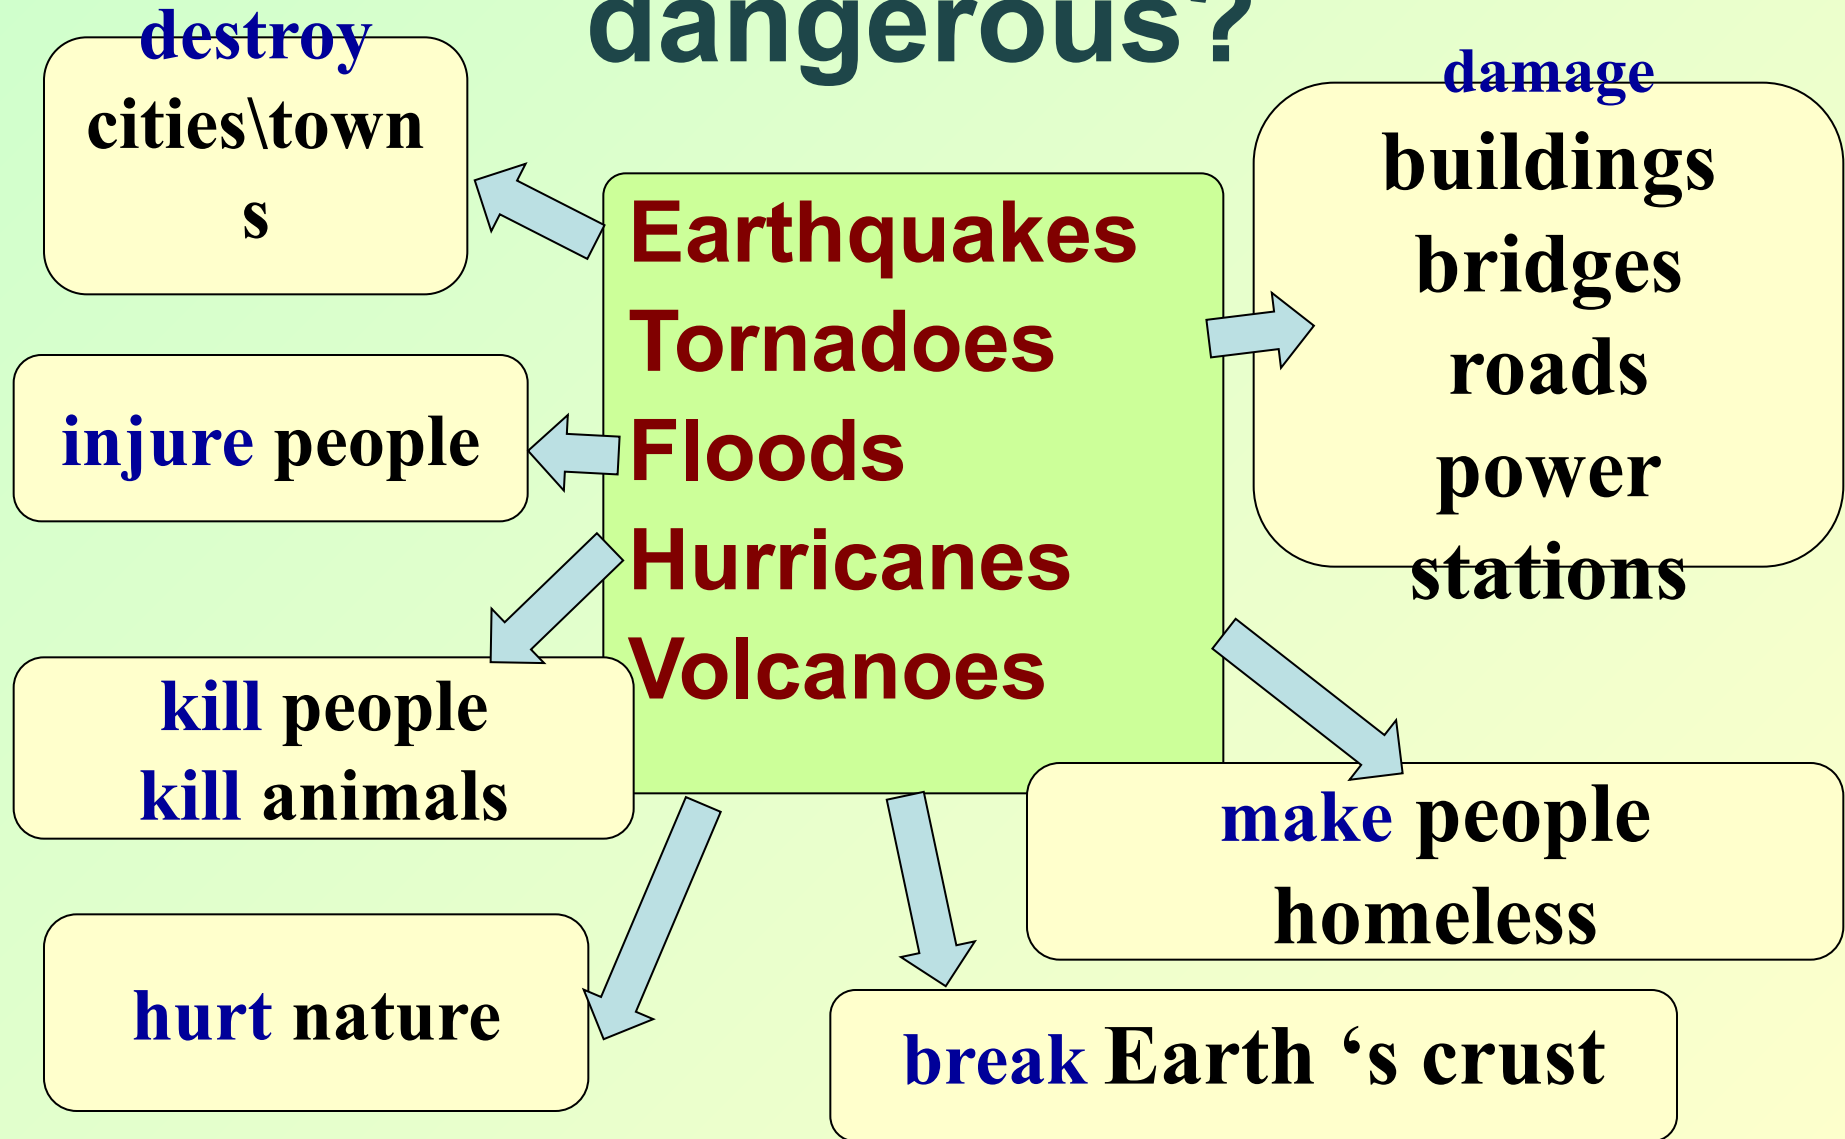 dangerous?
destroy
cities\town
s
damage
buildings
bridges
roads
power
stations
Earthquakes
Tornadoes
Floods
Hurricanes
Volcanoes
injure people
kill people
kill animals
make people
homeless
hurt nature
break Earth ‘s crust